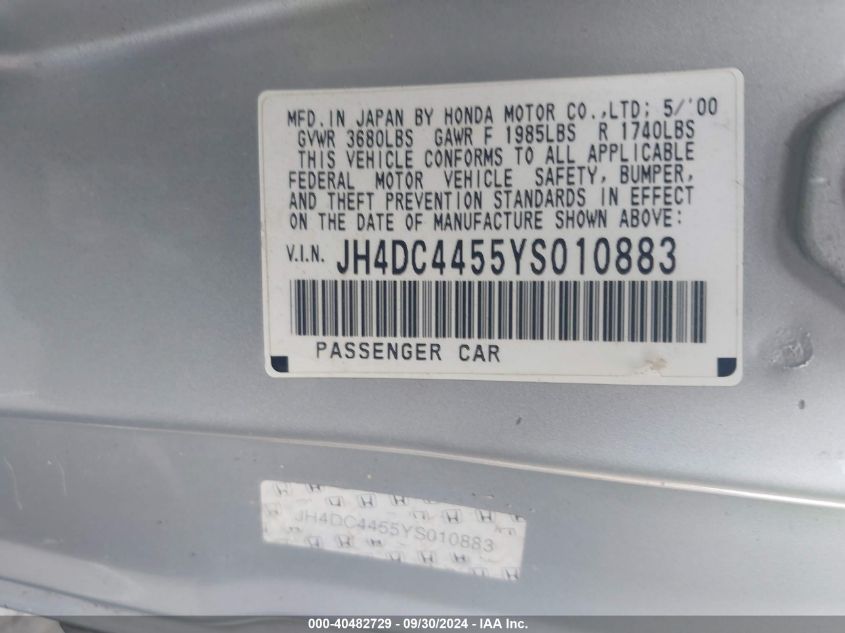 MFD. IN JAPAN BY HONDA MOTOR CO.,LTD; 5/'00
GVWR 3680LBS GAWR F 1985LBS R 1740LBS
THIS VEHICLE CONFORMS TO ALL APPLICABLE
FEDERAL MOTOR VEHICLE SAFETY, BUMPER,
AND THEFT PREVENTION STANDARDS IN EFFECT
ON THE DATE OF MANUFACTURE SHOWN ABOVE:
V.I.N. JH4DC4455YS010883
PASSENGER CAR
JH4DC4455YS010883
000-40482729 - 09/30/2024 - IAA Inc.